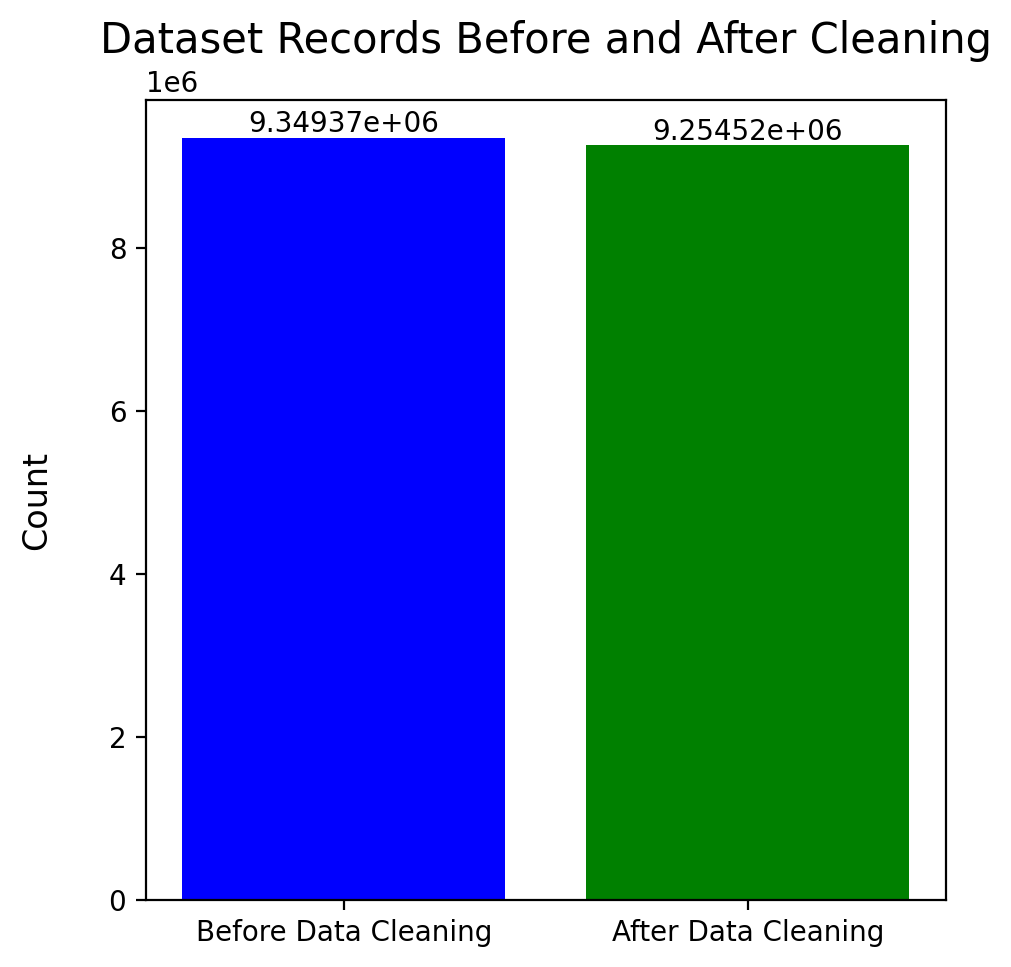 Dataset Records Before and After Cleaning
1e6
9.34937e+06
9.25452e+06
8
6
4
2
0
Count
Before Data Cleaning
After Data Cleaning